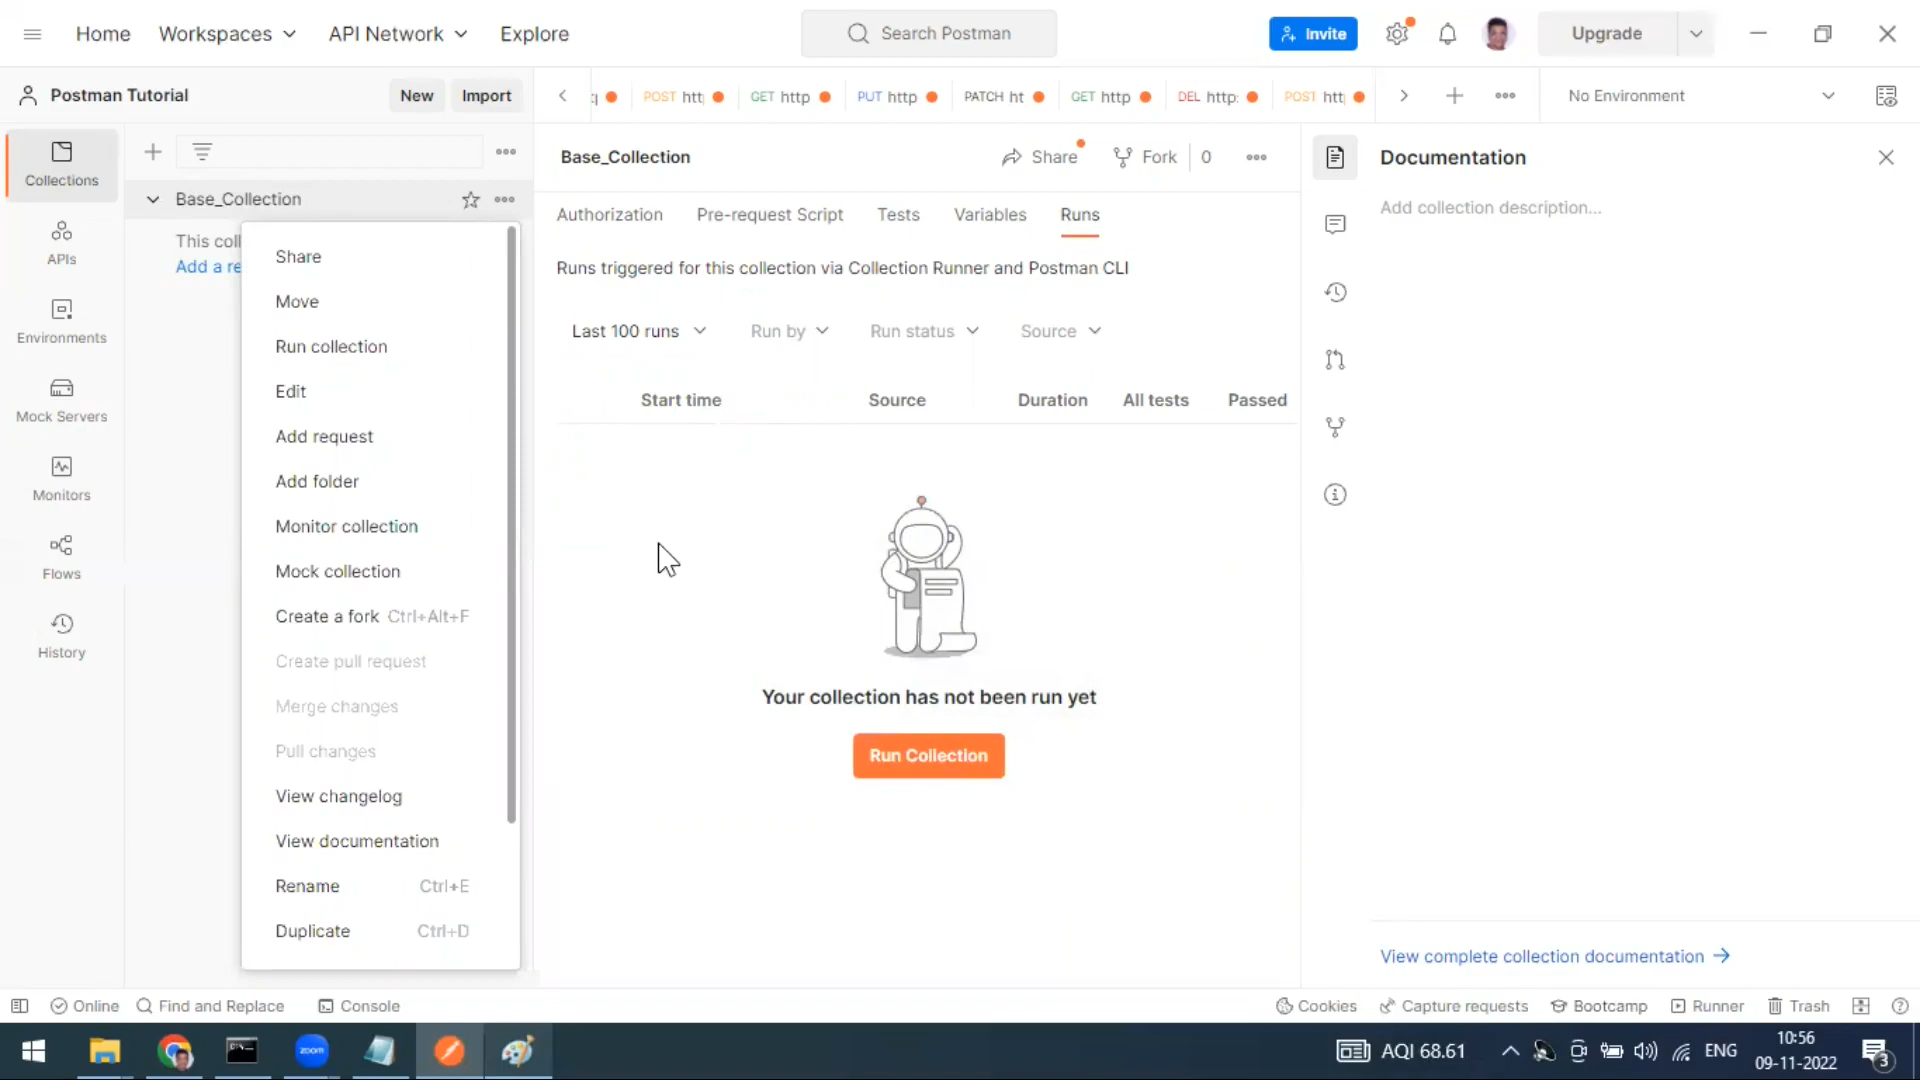 Home
Workspaces
API Network
Explore
Search Postman
Invite
Upgrade
Postman Tutorial
New
Import
POST htt
GET http
PUT http
PATCH ht
GET http
DEL http:
POST htt
No Environment
Collections
APIs
Environments
Mock Servers
Monitors
Flows
History
Base_Collection
This coll
Add a re
Share
Move
Run collection
Edit
Add request
Add folder
Monitor collection
Mock collection
Create a fork Ctrl+Alt+F
Create pull request
Merge changes
Pull changes
View changelog
View documentation
Rename Ctrl+E
Duplicate Ctrl+D
Base_Collection
Share
Fork 0
Authorization
Pre-request Script
Tests
Variables
Runs
Runs triggered for this collection via Collection Runner and Postman CLI
Last 100 runs
Run by
Run status
Source
Start time
Source
Duration
All tests
Passed
Your collection has not been run yet
Run Collection
Documentation
Add collection description...
View complete collection documentation
Online
Find and Replace
Console
Cookies
Capture requests
Bootcamp
Runner
Trash
zoom
AQI 68.61
ENG
10:56
09-11-2022
3